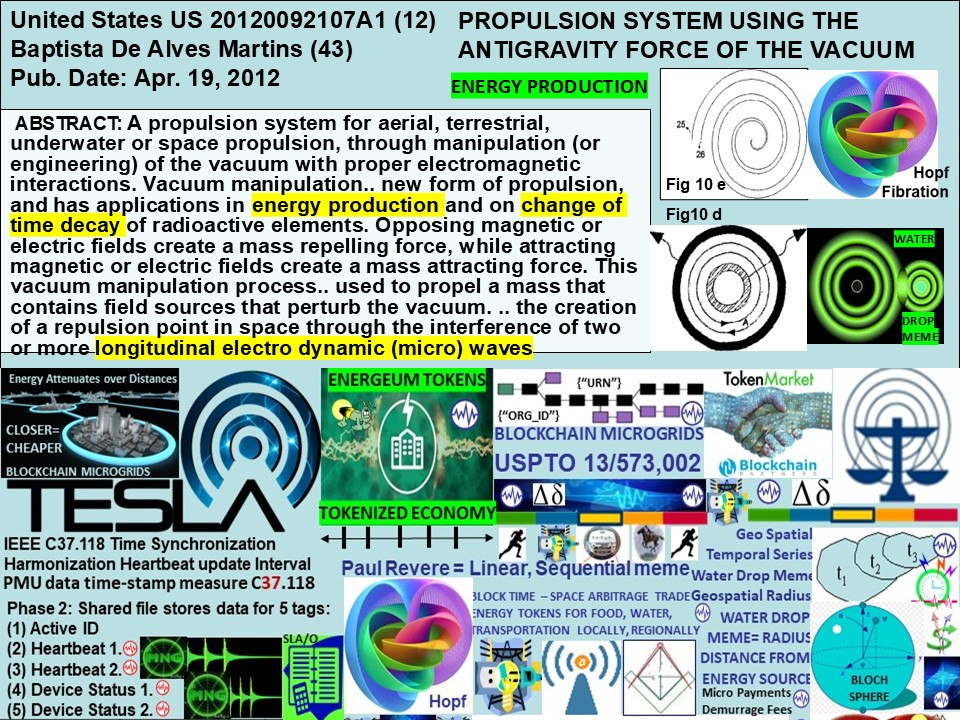 United States US 20120092107A1 (12)
Baptista De Alves Martins (43)
Pub. Date: Apr. 19, 2012
PROPULSION SYSTEM USING THE
ANTIGRAVITY FORCE OF THE VACUUM
ENERGY PRODUCTION
ABSTRACT: A propulsion system for aerial, terrestrial,
underwater or space propulsion, through manipulation (or
engineering) of the vacuum with proper electromagnetic
interactions. Vacuum manipulation.. new form of propulsion,
and has applications in energy production and on change of
time decay of radioactive elements. Opposing magnetic or
electric fields create a mass repelling force, while attracting
magnetic or electric fields create a mass attracting force. This
vacuum manipulation process.. used to propel a mass that
contains field sources that perturb the vacuum. .. the creation
of a repulsion point in space through the interference of two
or more longitudinal electro dynamic (micro) waves
25
26
Fig 10 e
Hopf
Fibration
Fig10 d
WATER
DROP
MEME
Energy Attenuates over Distances
CLOSER=
CHEAPER
BLOCKCHAIN MICROGRIDS
TESLA
ENERGEUM TOKENS
TOKENIZED ECONOMY
{“URN”}
{“ORG_ID”}
BLOCKCHAIN MICROGRIDS
USPTO 13/573,002
Δδ
TokenMarket
Blockchain
PARTNERS
Δδ
IEEE C37.118 Time Synchronization
Harmonization Heartbeat update Interval
PMU data time-stamp measure C37.118
Phase 2: Shared file stores data for 5 tags:
(1) Active ID
(2) Heartbeat 1.
(3) Heartbeat 2.
(4) Device Status 1.
(5) Device Status 2.
MNG
MNG
SLA/O
Paul Revere = Linear, Sequential meme
Hopf
BLOCK TIME – SPACE ARBITRAGE TRADE
ENERGY TOKENS FOR FOOD, WATER,
TRANSPORTATION LOCALLY, REGIONALLY
Geo Spatial
Temporal Series
Water Drop Meme
Geospatial Radius
WATER DROP
MEME= RADIUS
DISTANCE FROM
ENERGY SOURCE
Micro Payments
Demurrage Fees
t1
t2
t3
N
BLOCH
SPHERE